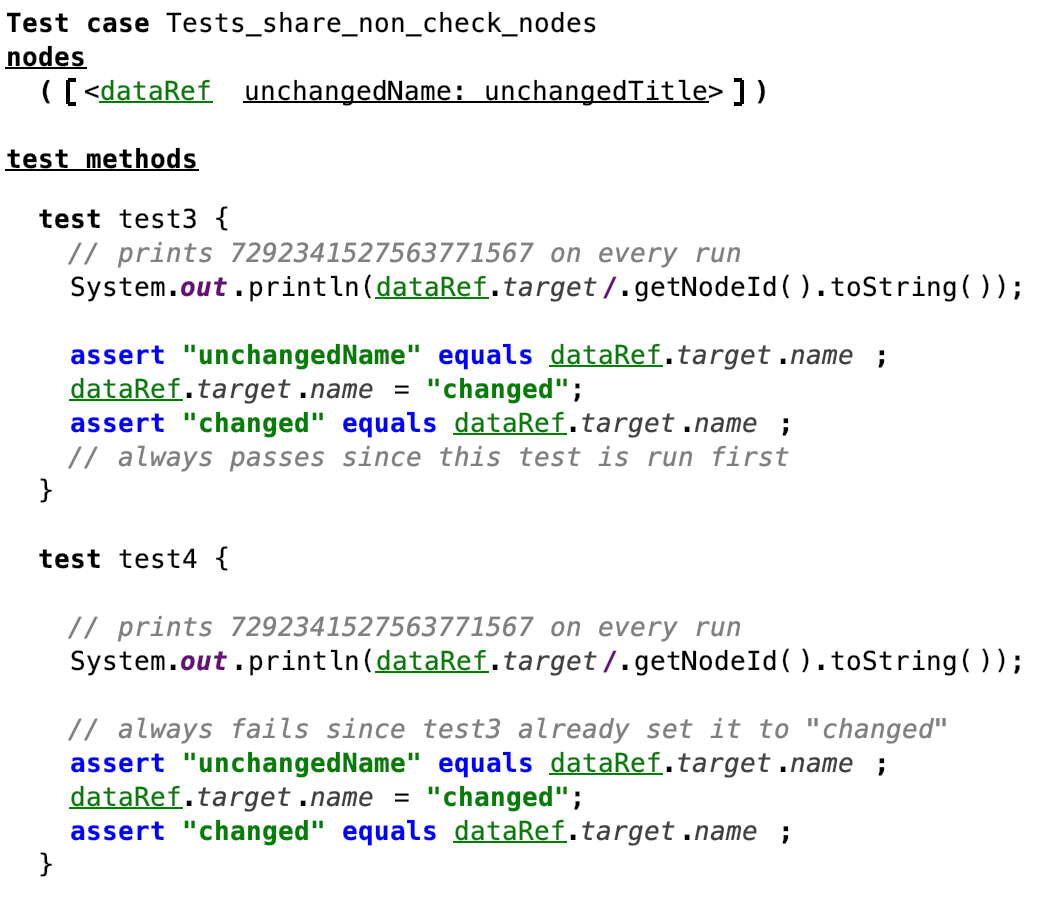 Test case Tests_share_non_check_nodes
nodes
([<dataRef unchangedName: unchangedTitle>])
test methods
test test3 {
// prints 7292341527563771567 on every run
System.out.println(dataRef.target/.getNodeId().toString());
assert "unchangedName" equals dataRef.target.name ;
dataRef.target.name = "changed";
assert "changed" equals dataRef.target.name ;
// always passes since this test is run first
}
test test4 {
// prints 7292341527563771567 on every run
System.out.println(dataRef.target/.getNodeId().toString());
// always fails since test3 already set it to "changed"
assert "unchangedName" equals dataRef.target.name ;
dataRef.target.name = "changed";
assert "changed" equals dataRef.target.name ;
}